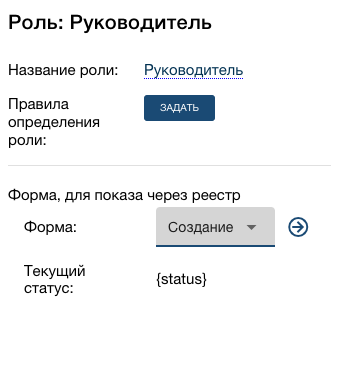 Роль: Руководитель
Название роли: Руководитель
Правила
определения
роли:
ЗАДАТЬ
Форма, для показа через реестр
Форма: Создание
Текущий
статус:
{status}